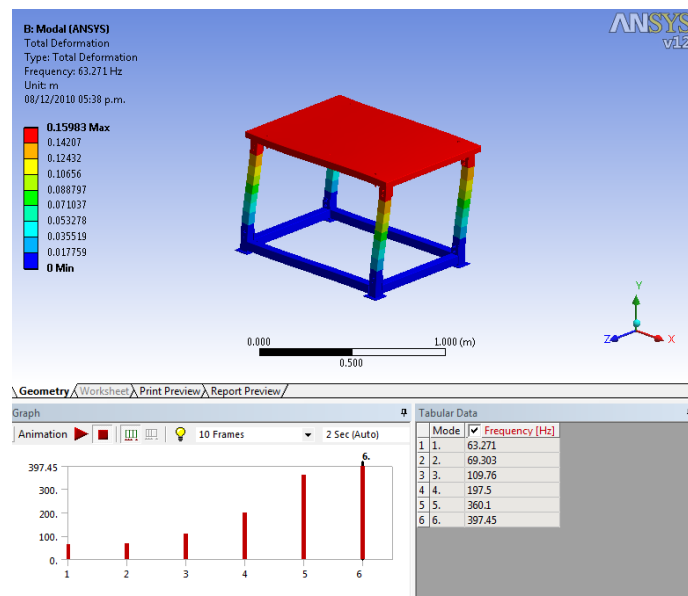 B: Modal (ANSYS)
Total Deformation
Type: Total Deformation
Frequency: 63.271 Hz
Unit: m
08/12/2010 05:38 p.m.
ANSYS
v12
0.15983 Max
0.14207
0.12432
0.10656
0.088797
0.071037
0.053278
0.035519
0.017759
0 Min
Y
Z X
0.000 1.000 (m)
0.500
Geometry Worksheet Print Preview Report Preview
Graph
Animation 10 Frames 2 Sec (Auto)
6.
397.45
300.
200.
100.
0.
1 2 3 4 5 6
Tabular Data
Mode Frequency [Hz]
1 1. 63.271
2 2. 69.303
3 3. 109.76
4 4. 197.5
5 5. 360.1
6 6. 397.45